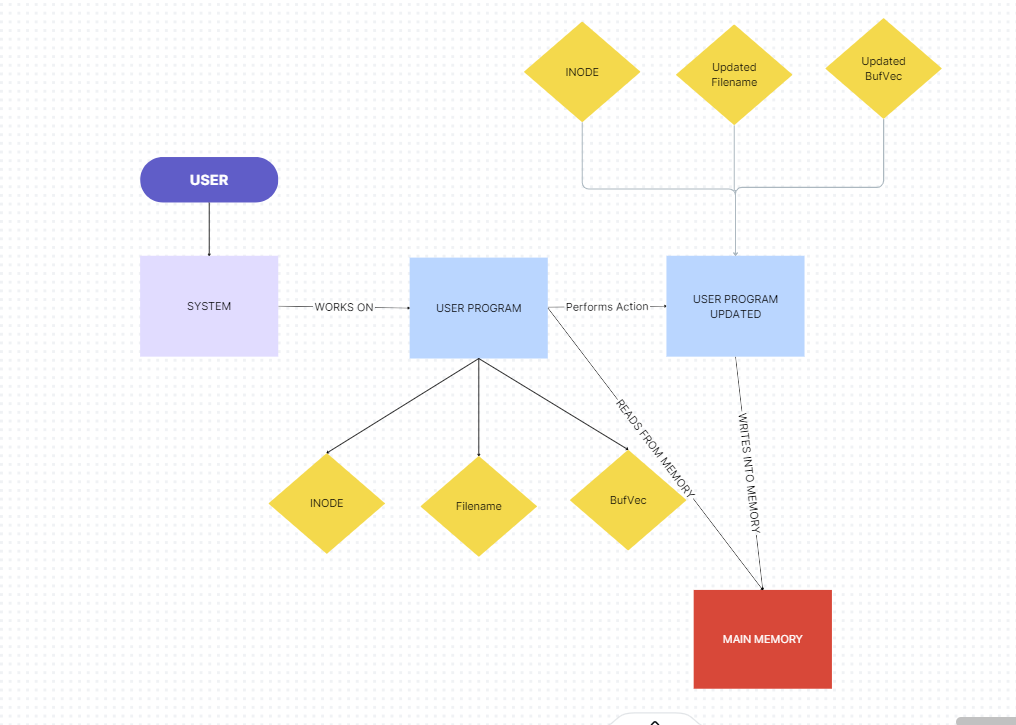 INODE
Updated
Filename
Updated
BufVec
USER
SYSTEM
WORKS ON
USER PROGRAM
Performs Action
USER PROGRAM
UPDATED
READS FROM MEMORY
WRITES INTO MEMORY
INODE
Filename
BufVec
MAIN MEMORY